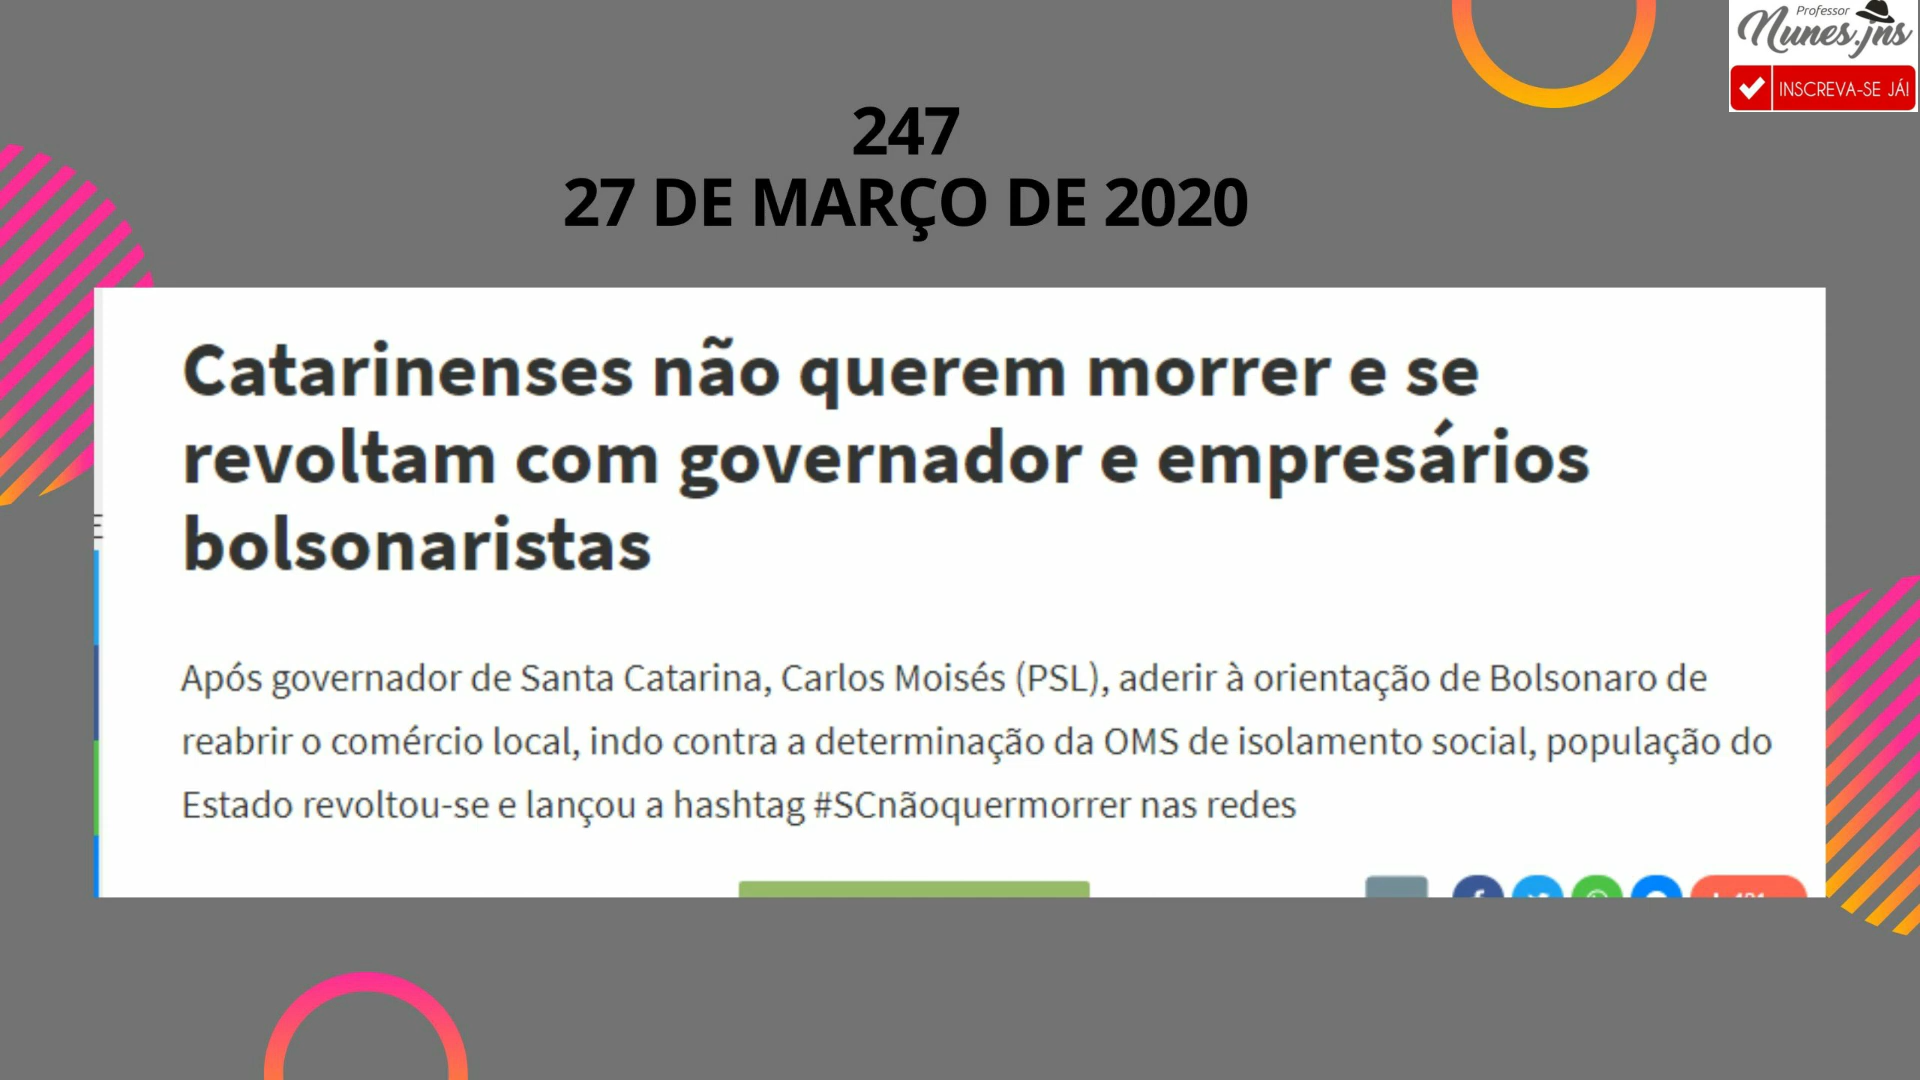 Professor
Nunes.jns
INSCREVA-SE JÁ!
247
27 DE MARÇO DE 2020
Catarinenses não querem morrer e se
revoltam com governador e empresários
bolsonaristas
Após governador de Santa Catarina, Carlos Moisés (PSL), aderir à orientação de Bolsonaro de
reabrir o comércio local, indo contra a determinação da OMS de isolamento social, população do
Estado revoltou-se e lançou a hashtag #SCnãoquermorrer nas redes